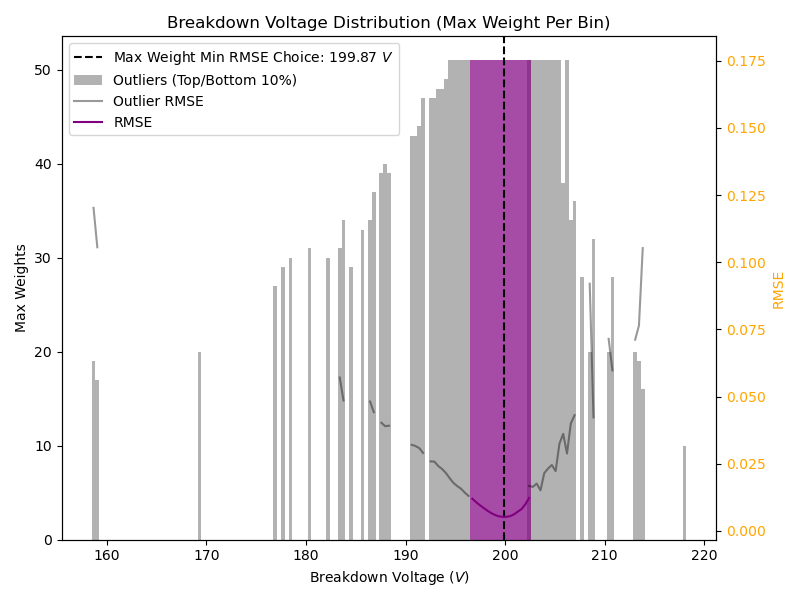 Breakdown Voltage Distribution (Max Weight Per Bin)
Max Weight Min RMSE Choice: 199.87 V
Outliers (Top/Bottom 10%)
Outlier RMSE
RMSE
Max Weights
50
40
30
20
10
0
0.175
0.150
0.125
0.100
0.075
0.050
0.025
0.000
RMSE
160 170 180 190 200 210 220
Breakdown Voltage (V)